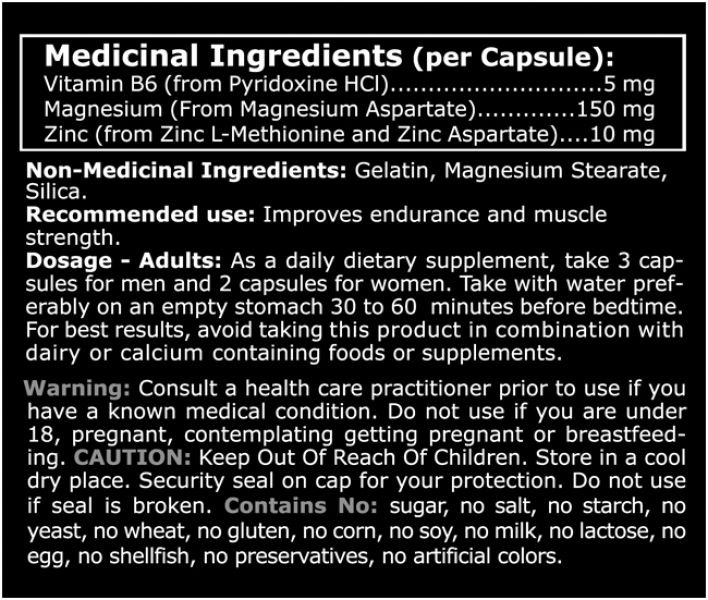 Medicinal Ingredients (per Capsule):
Vitamin B6 (from Pyridoxine HCl)............................5 mg
Magnesium (From Magnesium Aspartate).............150 mg
Zinc (from Zinc L-Methionine and Zinc Aspartate)....10 mg
Non-Medicinal Ingredients: Gelatin, Magnesium Stearate,
Silica.
Recommended use: Improves endurance and muscle
strength.
Dosage - Adults: As a daily dietary supplement, take 3 cap-
sules for men and 2 capsules for women. Take with water pref-
erably on an empty stomach 30 to 60 minutes before bedtime.
For best results, avoid taking this product in combination with
dairy or calcium containing foods or supplements.
Warning: Consult a health care practitioner prior to use if you
have a known medical condition. Do not use if you are under
18, pregnant, contemplating getting pregnant or breastfeed-
ing. CAUTION: Keep Out Of Reach Of Children. Store in a cool
dry place. Security seal on cap for your protection. Do not use
if seal is broken. Contains No: sugar, no salt, no starch, no
yeast, no wheat, no gluten, no corn, no soy, no milk, no lactose, no
egg, no shellfish, no preservatives, no artificial colors.